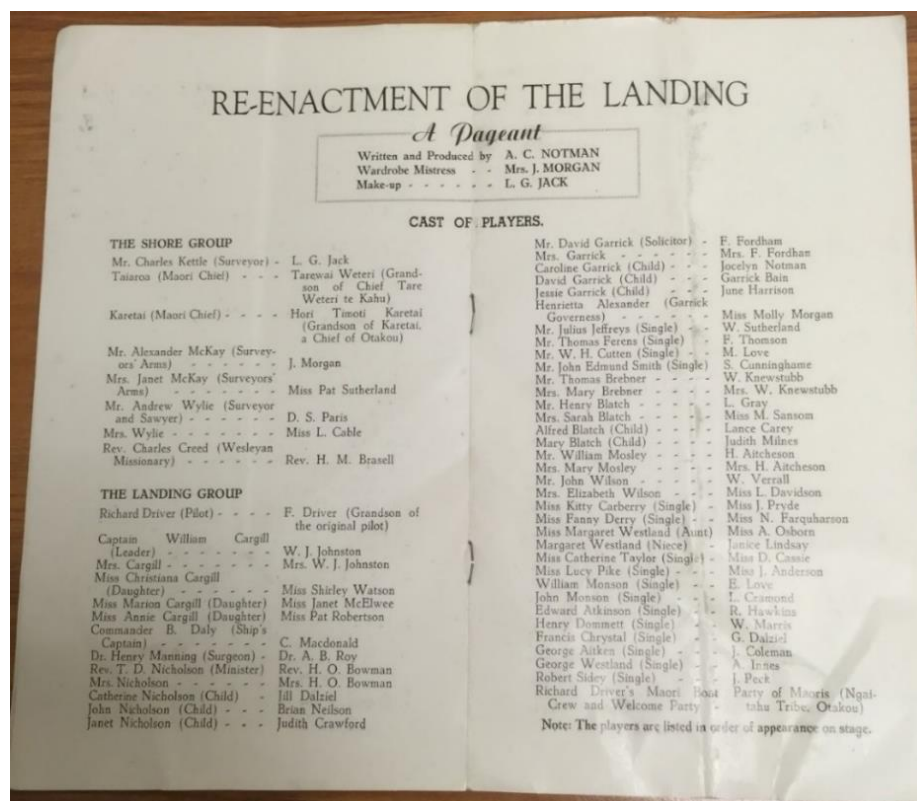 RE-ENACTMENT OF THE LANDING
A Pageant
Written and Produced by A. C. NOTMAN
Wardrobe Mistress - - Mrs. J. MORGAN
Make-up - - - - - - L. G. JACK
CAST OF PLAYERS.
THE SHORE GROUP
Mr. Charles Kettle (Surveyor) - L. G. Jack
Taiaroa (Maori Chief) - - - Tarewai Weteri (Grand-
son of Chief Tare
Weteri te Kahu)
Karetai (Maori Chief) - - - - Hori Timoti Karetai
(Grandson of Karetai,
a Chief of Otakou)
Mr. Alexander McKay (Survey-
ors' Arms) - - - - - - J. Morgan
Mrs. Janet McKay (Surveyors'
Arms) - - - - - - - Miss Pat Sutherland
Mr. Andrew Wylie (Surveyor
and Sawyer) - - - - - D. S. Paris
Mrs. Wylie - - - - - - - Miss L. Cable
Rev. Charles Creed (Wesleyan
Missionary) - - - - - - Rev. H. M. Brasell
THE LANDING GROUP
Richard Driver (Pilot) - - - - F. Driver (Grandson of
the original pilot)
Captain William Cargill
(Leader) - - - - - - - W. J. Johnston
Mrs. Cargill - - - - - - - Mrs. W. J. Johnston
Miss Christiana Cargill
(Daughter) - - - - - - Miss Shirley Watson
Miss Marion Cargill (Daughter) Miss Janet McElwee
Miss Annie Cargill (Daughter) Miss Pat Robertson
Commander B. Daly (Ship's
Captain) - - - - - - - C. Macdonald
Dr. Henry Manning (Surgeon) - Dr. A. B. Roy
Rev. T. D. Nicholson (Minister) Rev. H. O. Bowman
Mrs. Nicholson - - - - - Mrs. H. O. Bowman
Catherine Nicholson (Child) - Jill Dalziel
John Nicholson (Child) - - - Brian Neilson
Janet Nicholson (Child) - - - Judith Crawford
Mr. David Garrick (Solicitor) - F. Fordham
Mrs. Garrick - - - - - - Mrs. F. Fordhan
Caroline Garrick (Child) - - - Jocelyn Notman
David Garrick (Child) - - - Garrick Bain
Jessie Garrick (Child) - - - June Harrison
Henrietta Alexander (Garrick
Governess) - - - - - - Miss Molly Morgan
Mr. Julius Jeffreys (Single) - - W. Sutherland
Mr. Thomas Ferens (Single) - - F. Thomson
Mr. W. H. Cutten (Single) - - M. Love
Mr. John Edmund Smith (Single) S. Cunninghame
Mr. Thomas Brebner - - - - W. Knewstubb
Mrs. Mary Brebner - - - - Mrs. W. Knewstubb
Mr. Henry Blatch - - - - - L. Gray
Mrs. Sarah Blatch - - - - - Miss M. Sansom
Alfred Blatch (Child) - - - - Lance Carey
Mary Blatch (Child) - - - - Judith Milnes
Mr. William Mosley - - - - H. Aitcheson
Mrs. Mary Mosley - - - - Mrs. H. Aitcheson
Mr. John Wilson - - - - - W. Verrall
Mrs. Elizabeth Wilson - - - Miss L. Davidson
Miss Kitty Carberry (Single) - Miss J. Pryde
Miss Fanny Derry (Single) - - Miss N. Farquharson
Miss Margaret Westland (Aunt) Miss A. Osborn
Margaret Westland (Niece) - Janice Lindsay
Miss Catherine Taylor (Single) - Miss D. Cassie
Miss Lucy Pike (Single) - - - Miss J. Anderson
William Monson (Single) - - - E. Love
John Monson (Single) - - - L. Cramond
Edward Atkinson (Single) - - R. Hawkins
Henry Dommett (Single) - - - W. Marris
Francis Chrystal (Single) - - G. Dalziel
George Aitken (Single) - - - J. Coleman
George Westland (Single) - - A. Innes
Robert Sidey (Single) - - - J. Peck
Richard Driver's Maori Boat Party of Maoris (Ngai-
Crew and Welcome Party - tahu Tribe, Otakou)
Note: The players are listed in order of appearance on stage.